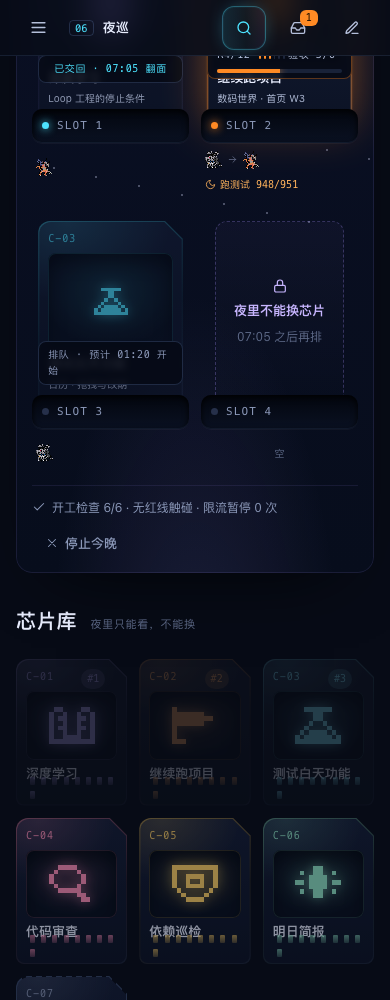 06 夜巡
1
已交回 · 07:05 翻面
Loop 工程的停止条件
数码世界 · 首页 W3
SLOT 1
SLOT 2
跑测试 948/951
C-03
夜里不能换芯片
07:05 之后再排
排队 · 预计 01:20 开
始
SLOT 3
SLOT 4
空
开工检查 6/6 · 无红线触碰 · 限流暂停 0 次
停止今晚
芯片库 夜里只能看，不能换
C-01 #1
C-02 #2
C-03 #3
深度学习
继续跑项目
测试白天功能
C-04
C-05
C-06
代码审查
依赖巡检
明日简报
C-07